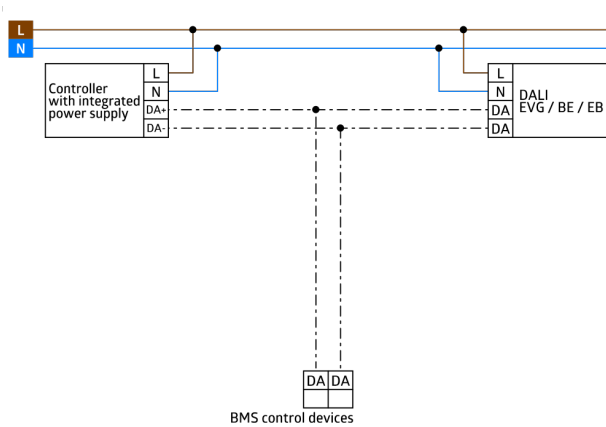 L
N
Controller
with integrated
power supply
L
N
DA+
DA-
L
N
DA
DA
DALI
EVG / BE / EB
DA DA
BMS control devices